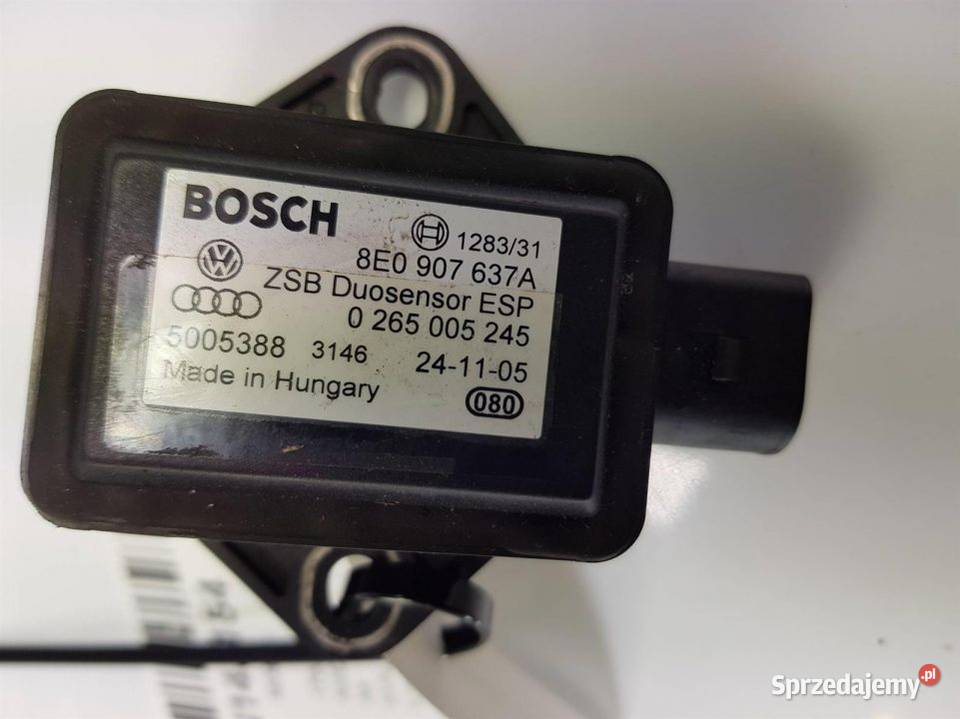 BOSCH
1283/31
8E0 907 637A
ZSB Duosensor ESP
0 265 005 245
5005388 3146 24-11-05
Made in Hungary
080
Sprzedajemy.pl